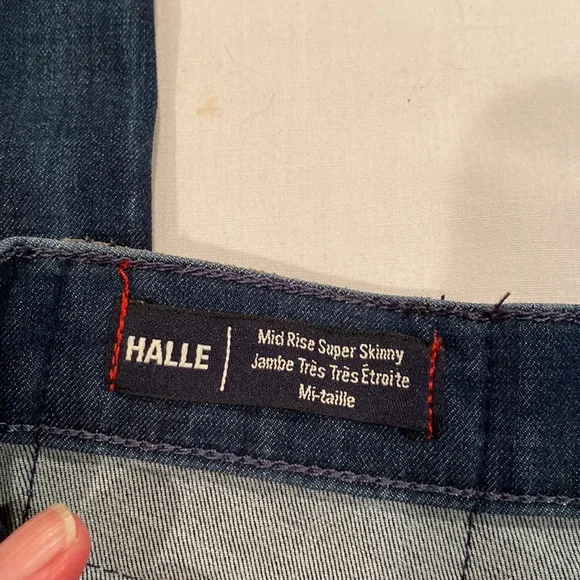 HALLE
Mid Rise Super Skinny
Jambe Très Très Étroite
Mi-taille